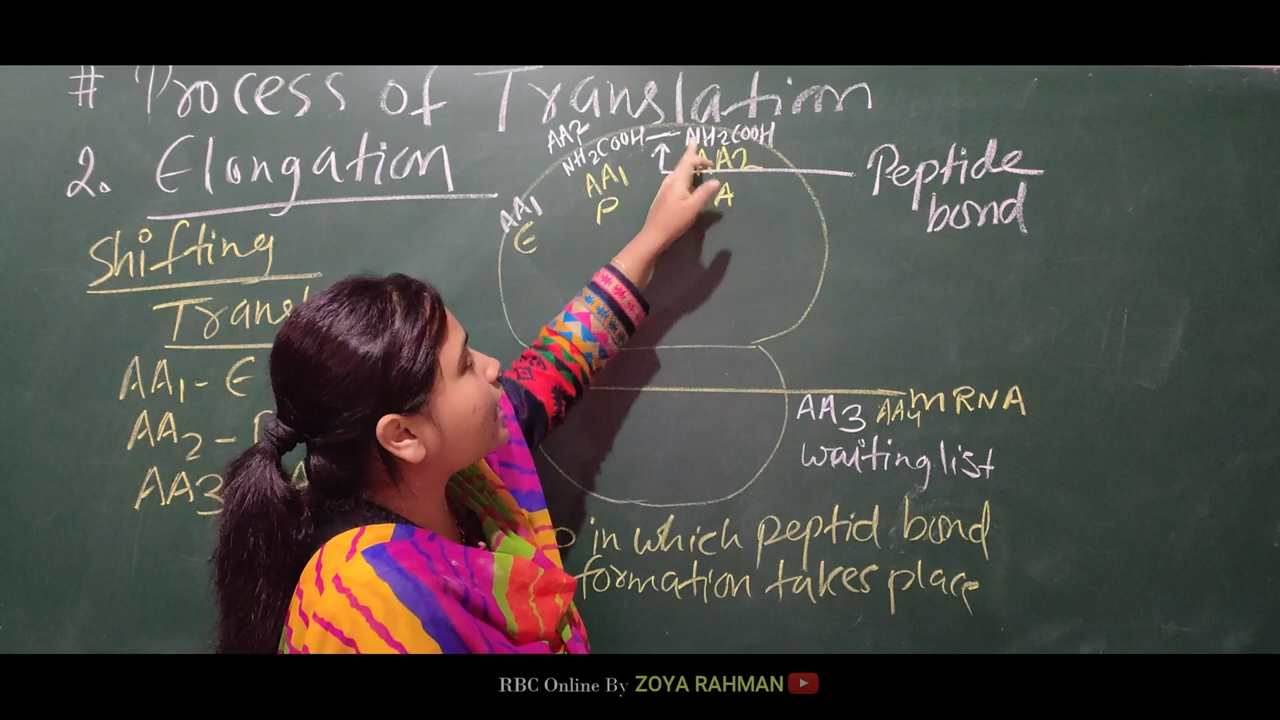 # Process of Translation
2. Elongation
Shifting
AA1 - E
AA2 -
AA3
AA1
E
AA2
NH2COOH — NH2COOH
AA1
P
AA2
A
Peptide
bond
mRNA
AA3 AA4
waiting list
in which peptid bond
formation takes place
RBC Online By ZOYA RAHMAN